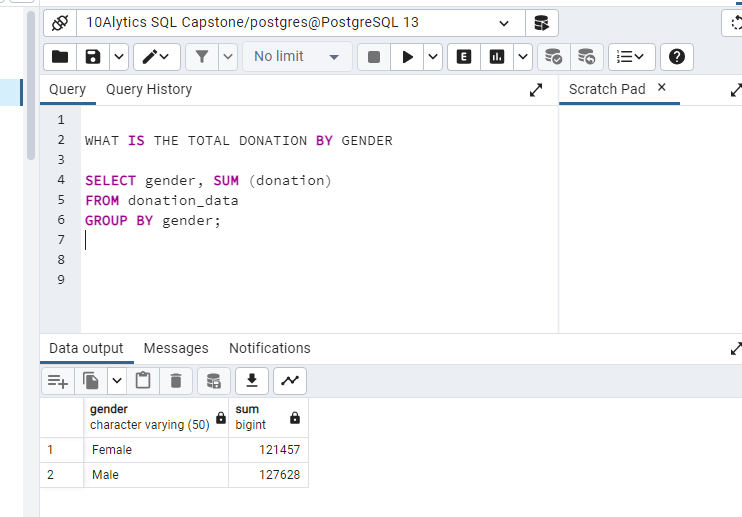 10Alytics SQL Capstone/postgres@PostgreSQL 13
No limit
E
Query Query History
Scratch Pad ×
1
2 WHAT IS THE TOTAL DONATION BY GENDER
3
4 SELECT gender, SUM (donation)
5 FROM donation_data
6 GROUP BY gender;
7
8
9
Data output Messages Notifications
gender sum
character varying (50) bigint
1 Female 121457
2 Male 127628